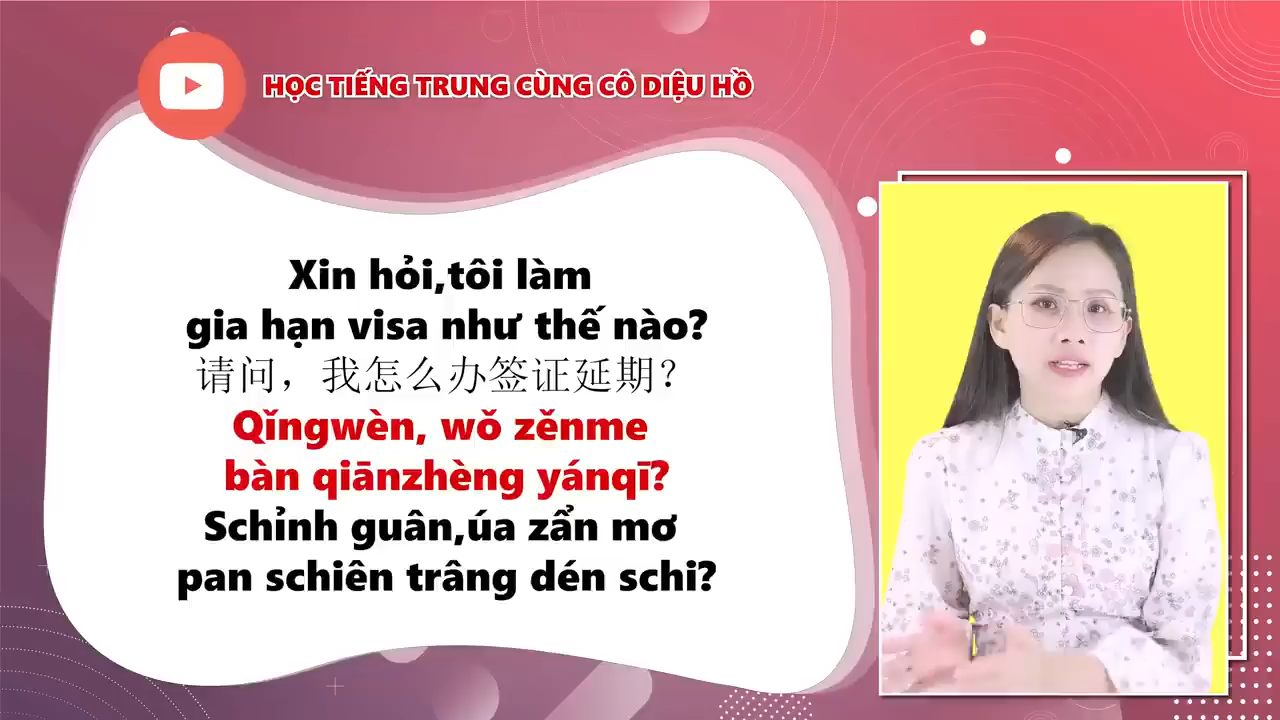 HỌC TIẾNG TRUNG CÙNG CÔ DIỆU HỒ
Xin hỏi,tôi làm
gia hạn visa như thế nào?
请问，我怎么办签证延期？
Qǐngwèn, wǒ zěnme
bàn qiānzhèng yánqī?
Schỉnh guân,úa zẩn mơ
pan schiên trâng dén schi?